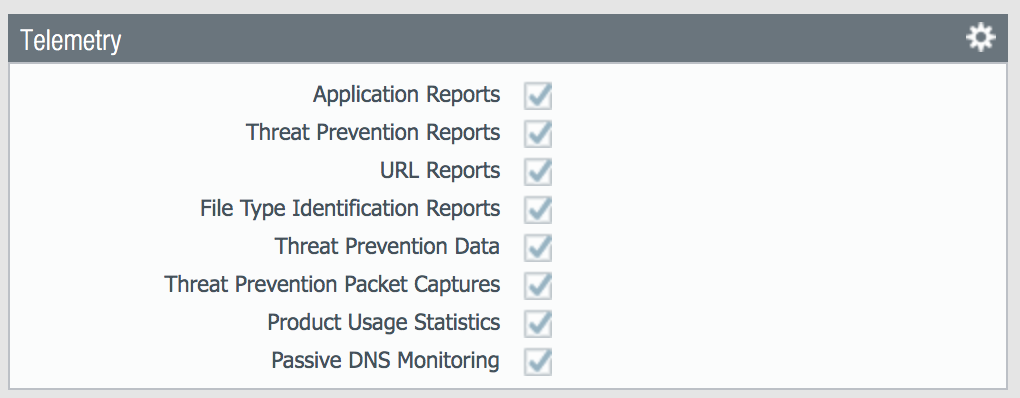 Telemetry
Application Reports
Threat Prevention Reports
URL Reports
File Type Identification Reports
Threat Prevention Data
Threat Prevention Packet Captures
Product Usage Statistics
Passive DNS Monitoring